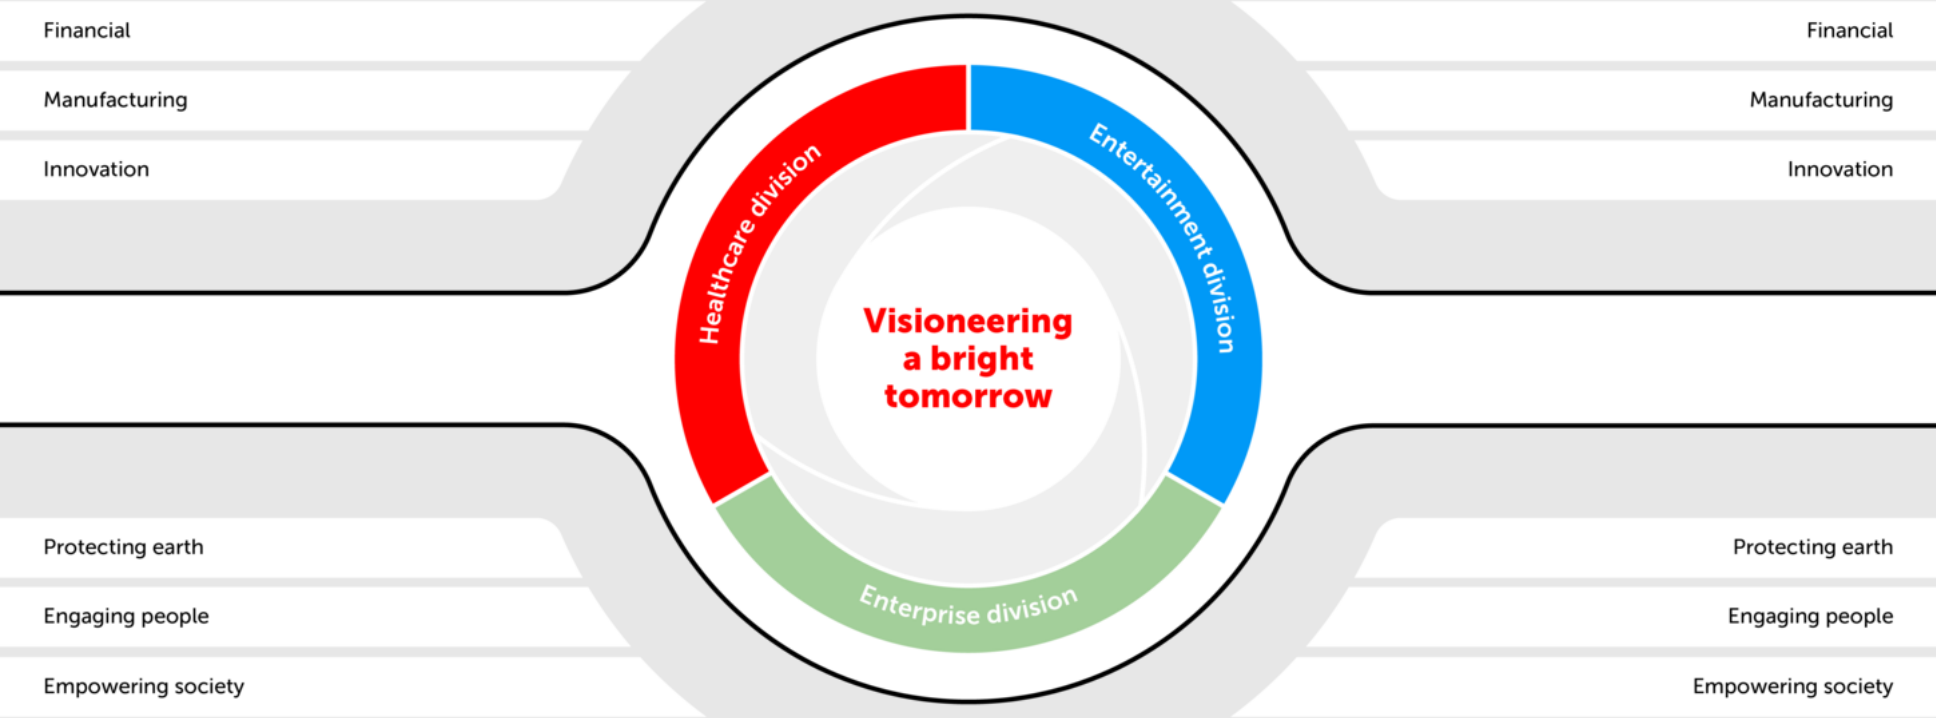 Financial
Manufacturing
Innovation
Financial
Manufacturing
Innovation
Healthcare division
Entertainment division
Visioneering
a bright
tomorrow
Enterprise division
Protecting earth
Engaging people
Empowering society
Protecting earth
Engaging people
Empowering society